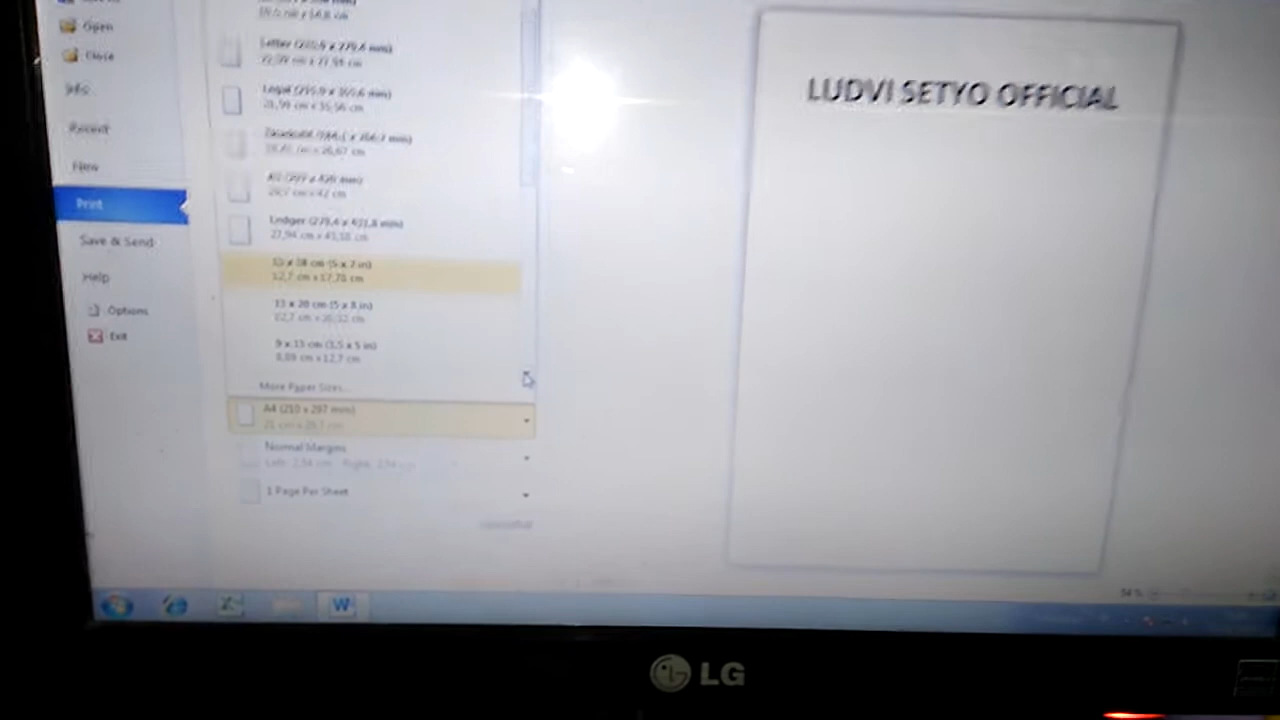 Open
Close
Info
Recent
New
Print
Save & Send
Help
Options
Exit
Letter (215,9 x 279,4 mm)
21,59 cm x 27,94 cm
Legal (215,9 x 355,6 mm)
21,59 cm x 35,56 cm
Executive (184,1 x 266,7 mm)
18,41 cm x 26,67 cm
A3 (297 x 420 mm)
29,7 cm x 42 cm
Ledger (279,4 x 431,8 mm)
27,94 cm x 43,18 cm
13 x 18 cm (5 x 7 in)
12,7 cm x 17,78 cm
13 x 20 cm (5 x 8 in)
12,7 cm x 20,32 cm
9 x 13 cm (3,5 x 5 in)
8,89 cm x 12,7 cm
More Paper Sizes...
A4 (210 x 297 mm)
21 cm x 29,7 cm
Normal Margins
Left: 2,54 cm Right: 2,54 cm
1 Page Per Sheet
LUDVI SETYO OFFICIAL
W
LG